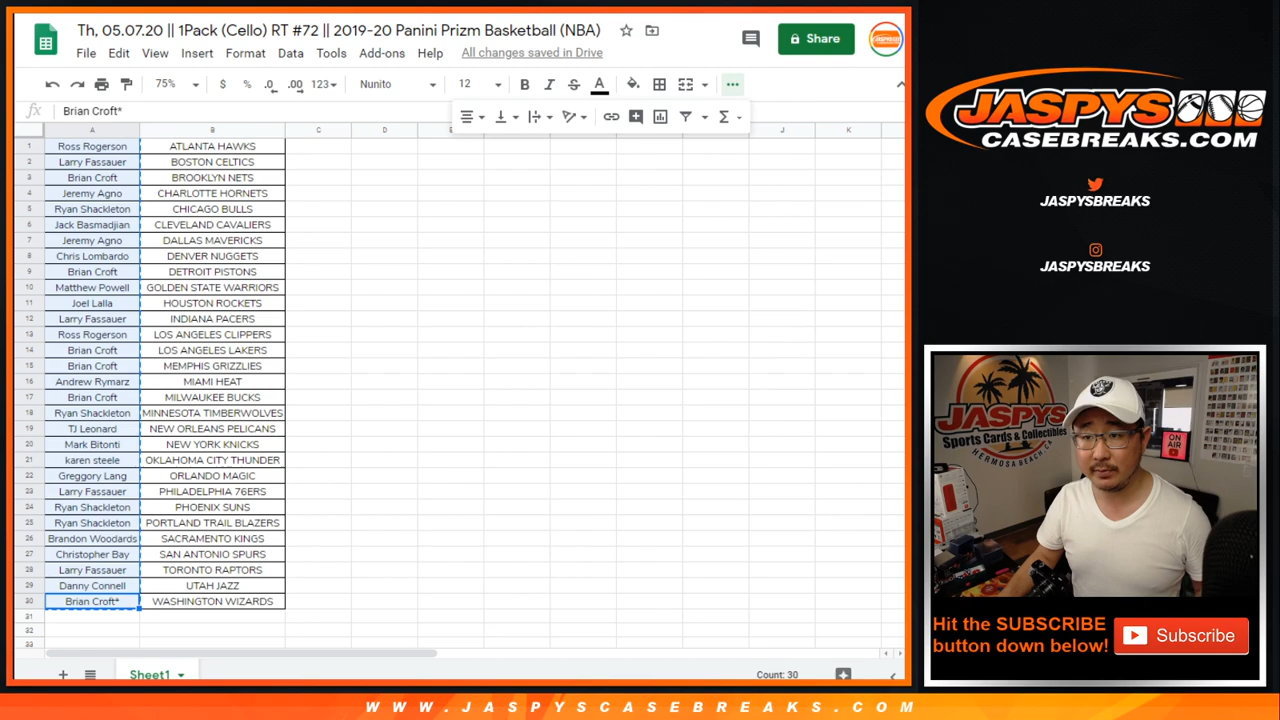 Th, 05.07.20 || 1Pack (Cello) RT #72 || 2019-20 Panini Prizm Basketball (NBA)
File Edit View Insert Format Data Tools Add-ons Help All changes saved in Drive
Share
75% $ % .0 .00 123 Nunito 12 B I S A
fx Brian Croft*
A B C D J K
1 Ross Rogerson ATLANTA HAWKS
2 Larry Fassauer BOSTON CELTICS
3 Brian Croft BROOKLYN NETS
4 Jeremy Agno CHARLOTTE HORNETS
5 Ryan Shackleton CHICAGO BULLS
6 Jack Basmadjian CLEVELAND CAVALIERS
7 Jeremy Agno DALLAS MAVERICKS
8 Chris Lombardo DENVER NUGGETS
9 Brian Croft DETROIT PISTONS
10 Matthew Powell GOLDEN STATE WARRIORS
11 Joel Lalla HOUSTON ROCKETS
12 Larry Fassauer INDIANA PACERS
13 Ross Rogerson LOS ANGELES CLIPPERS
14 Brian Croft LOS ANGELES LAKERS
15 Brian Croft MEMPHIS GRIZZLIES
16 Andrew Rymarz MIAMI HEAT
17 Brian Croft MILWAUKEE BUCKS
18 Ryan Shackleton MINNESOTA TIMBERWOLVES
19 TJ Leonard NEW ORLEANS PELICANS
20 Mark Bitonti NEW YORK KNICKS
21 karen steele OKLAHOMA CITY THUNDER
22 Greggory Lang ORLANDO MAGIC
23 Larry Fassauer PHILADELPHIA 76ERS
24 Ryan Shackleton PHOENIX SUNS
25 Ryan Shackleton PORTLAND TRAIL BLAZERS
26 Brandon Woodards SACRAMENTO KINGS
27 Christopher Bay SAN ANTONIO SPURS
28 Larry Fassauer TORONTO RAPTORS
29 Danny Connell UTAH JAZZ
30 Brian Croft* WASHINGTON WIZARDS
31
32
33
Sheet1
Count: 30
JASPYS
CASEBREAKS.COM
JASPYSBREAKS
JASPYSBREAKS
JASPYS
Sports Cards & Collectibles
HERMOSA BEACH, CA
ON AIR
Hit the SUBSCRIBE
button down below!
Subscribe
WWW.JASPYSCASEBREAKS.COM